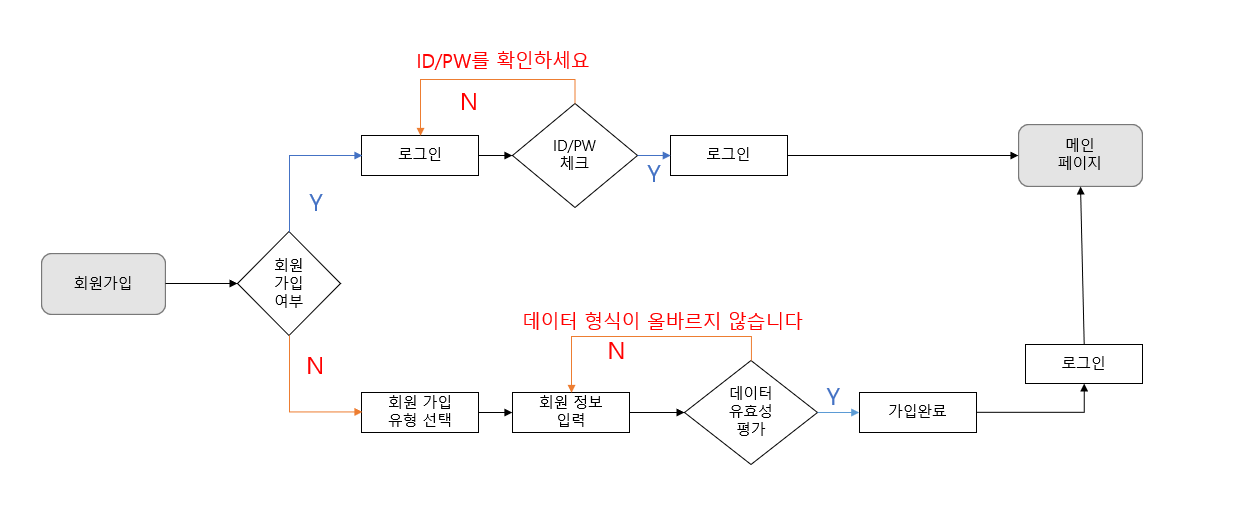 ID/PW를 확인하세요
N
로그인
ID/PW
체크
Y
로그인
메인
페이지
Y
회원가입
회원
가입
여부
N
데이터 형식이 올바르지 않습니다
N
회원 가입
유형 선택
회원 정보
입력
데이터
유효성
평가
Y
가입완료
로그인